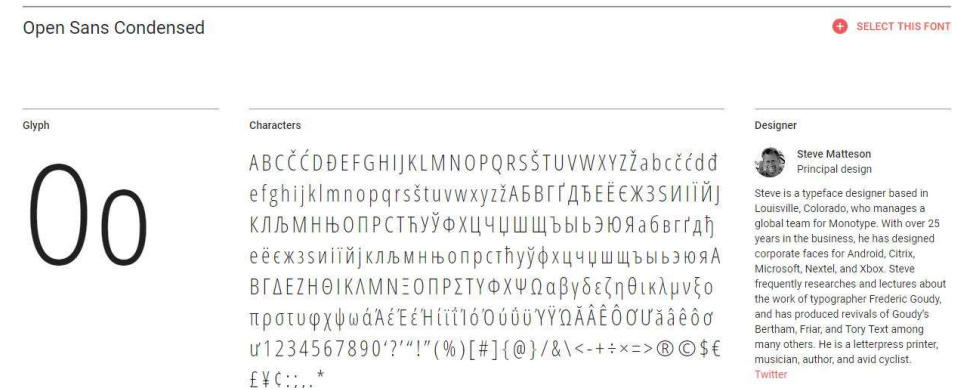 Open Sans Condensed
SELECT THIS FONT
Glyph
Oo
Characters
ABCČĆDĐEFGHIJKLMNOPQRSŠTUVWXYZŽabcčćdđ
efghijklmnopqrsštuvwxyzžАБВГҐДЂЕЁЄЖЗЅИІЇЙЈ
КЛЉМНЊОПРСТЋУЎФХЦЧЏШЩЪЫЬЭЮЯабвгґдђ
еёєжзѕиіїйјклљмнњопрстћуўфхцчџшщъыьэюяΑ
ΒΓΔΕΖΗΘΙΚΛΜΝΞΟΠΡΣΤΥΦΧΨΩαβγδεζηθικλμνξο
πρστυφχψωάΆέΈέΉίϊΐΊόΌύΰϋΎΫΏĂÂÊÔƠƯăâêôơ
ư1234567890‘?’“!”(%)[#]{@}/&\<-+÷×=>®©$€
£¥¢:;,.*
Designer
Steve Matteson
Principal design
Steve is a typeface designer based in
Louisville, Colorado, who manages a
global team for Monotype. With over 25
years in the business, he has designed
corporate faces for Android, Citrix,
Microsoft, Nextel, and Xbox. Steve
frequently researches and lectures about
the work of typographer Frederic Goudy,
and has produced revivals of Goudy's
Bertham, Friar, and Tory Text among
many others. He is a letterpress printer,
musician, author, and avid cyclist.
Twitter